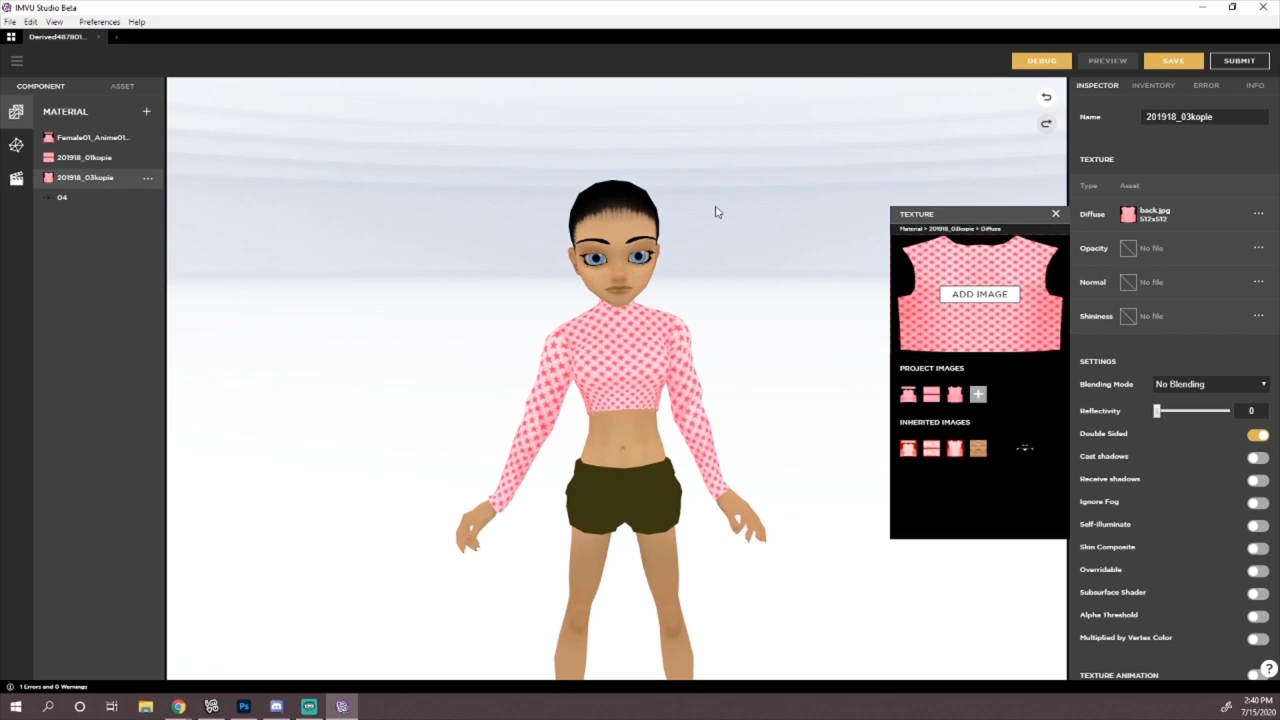 IMVU Studio Beta
File Edit View Preferences Help
Derived487801...
DEBUG PREVIEW SAVE SUBMIT
COMPONENT ASSET
INSPECTOR INVENTORY ERROR INFO
MATERIAL
Name 201918_03kopie
Female01_Anime01...
201918_01kopie
201918_03kopie
04
TEXTURE
Type Asset
Diffuse back.jpg
512x512
Opacity No file
Normal No file
Shininess No file
TEXTURE
Material > 201918_03kopie > Diffuse
ADD IMAGE
PROJECT IMAGES
INHERITED IMAGES
SETTINGS
Blending Mode No Blending
Reflectivity 0
Double Sided
Cast shadows
Receive shadows
Ignore Fog
Self-Illuminate
Skin Composite
Overridable
Subsurface Shader
Alpha Threshold
Multiplied by Vertex Color
TEXTURE ANIMATION
?
1 Errors and 0 Warnings
Ps
2:40 PM
7/15/2020